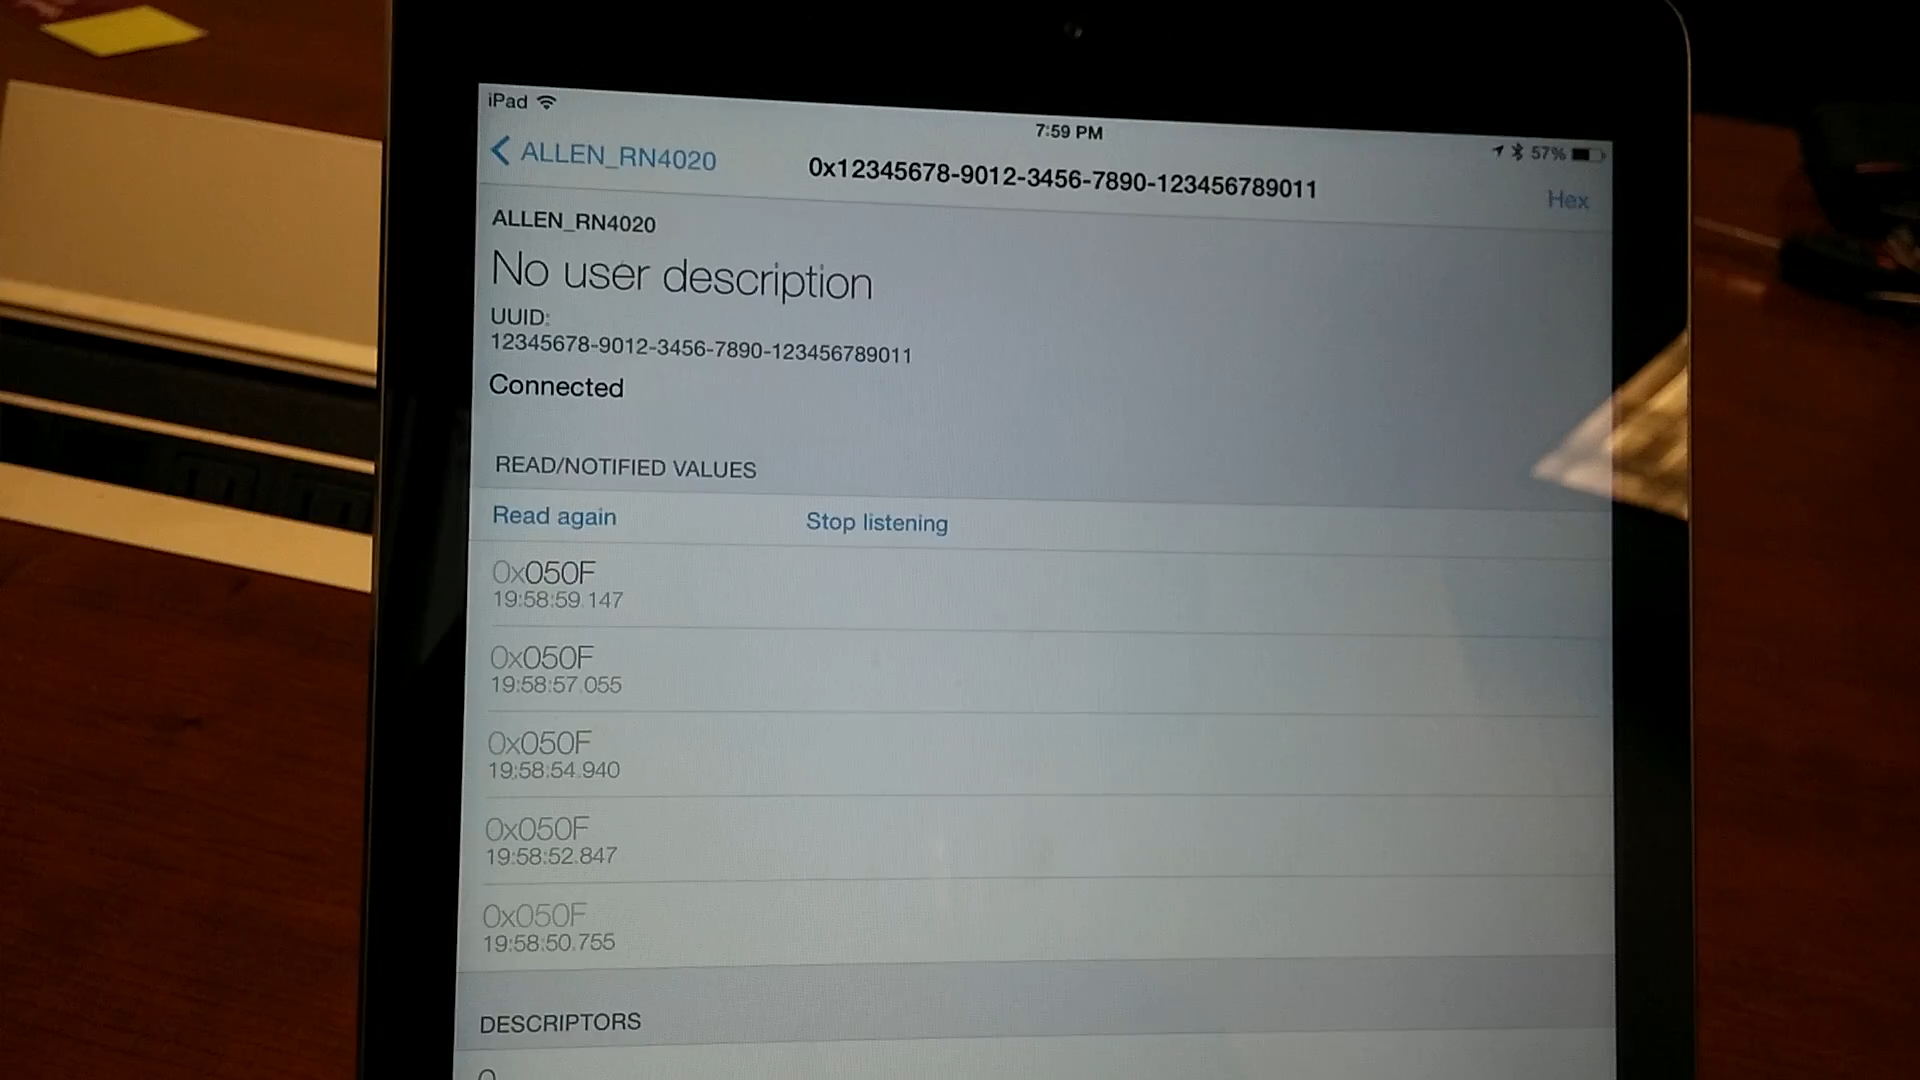 iPad
7:59 PM
57%
ALLEN_RN4020
0x12345678-9012-3456-7890-123456789011
Hex
ALLEN_RN4020
No user description
UUID:
12345678-9012-3456-7890-123456789011
Connected
READ/NOTIFIED VALUES
Read again
Stop listening
0x050F
19:58:59.147
0x050F
19:58:57.055
0x050F
19:58:54.940
0x050F
19:58:52.847
0x050F
19:58:50.755
DESCRIPTORS